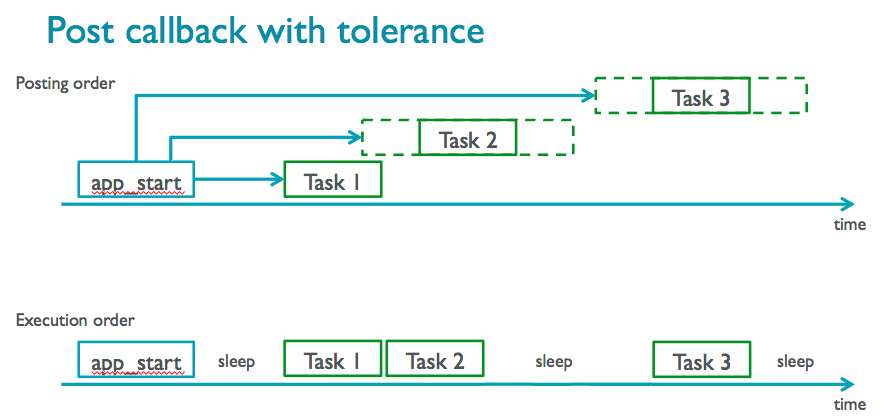 Post callback with tolerance
Posting order
Task 3
Task 2
app_start
Task 1
time
Execution order
app_start sleep Task 1 Task 2 sleep Task 3 sleep
time